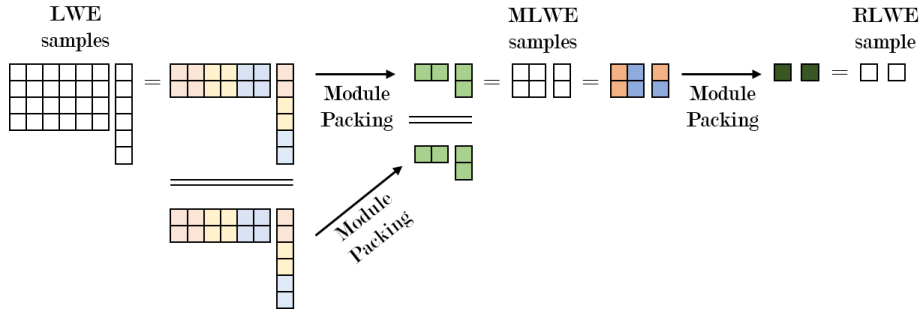 LWE
samples
MLWE
samples
RLWE
sample
=
=
=
=
Module
Packing
Module
Packing
Module
Packing